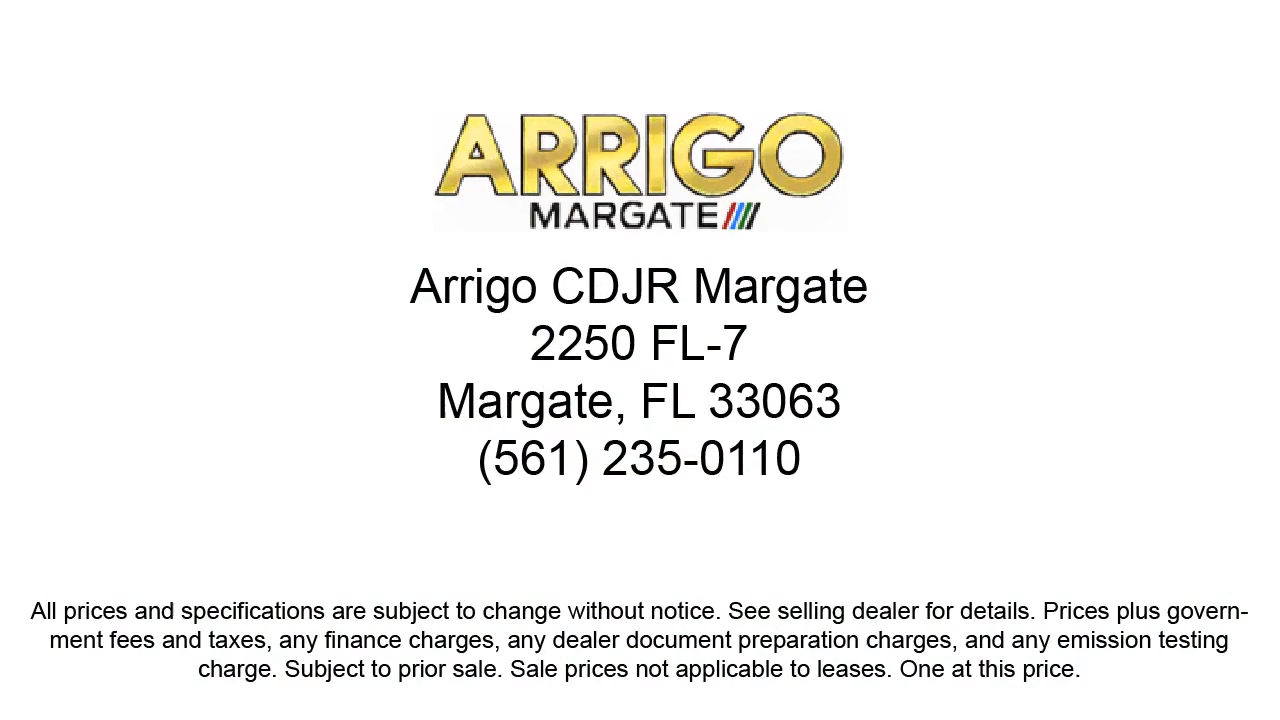 ARRIGO
MARGATE
Arrigo CDJR Margate
2250 FL-7
Margate, FL 33063
(561) 235-0110
All prices and specifications are subject to change without notice. See selling dealer for details. Prices plus govern-
ment fees and taxes, any finance charges, any dealer document preparation charges, and any emission testing
charge. Subject to prior sale. Sale prices not applicable to leases. One at this price.